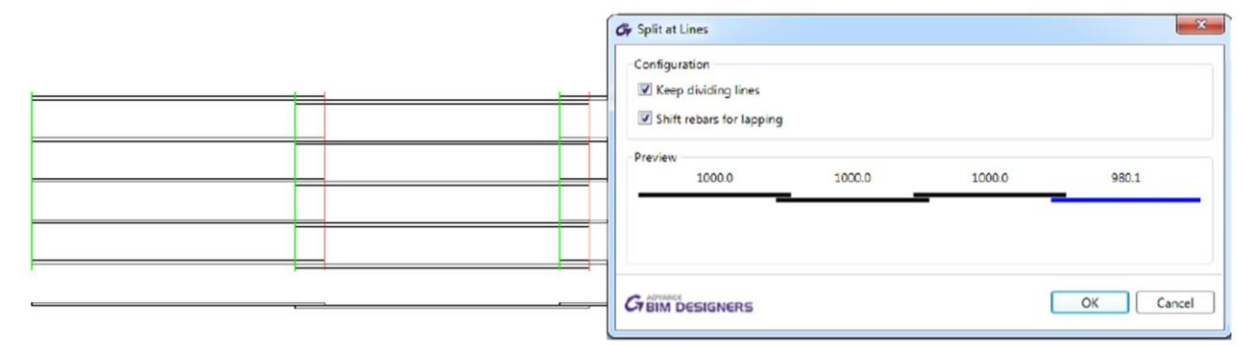 Split at Lines
Configuration
Keep dividing lines
Shift rebars for lapping
Preview
1000.0 1000.0 1000.0 980.1
ADVANCE
BIM DESIGNERS
OK Cancel